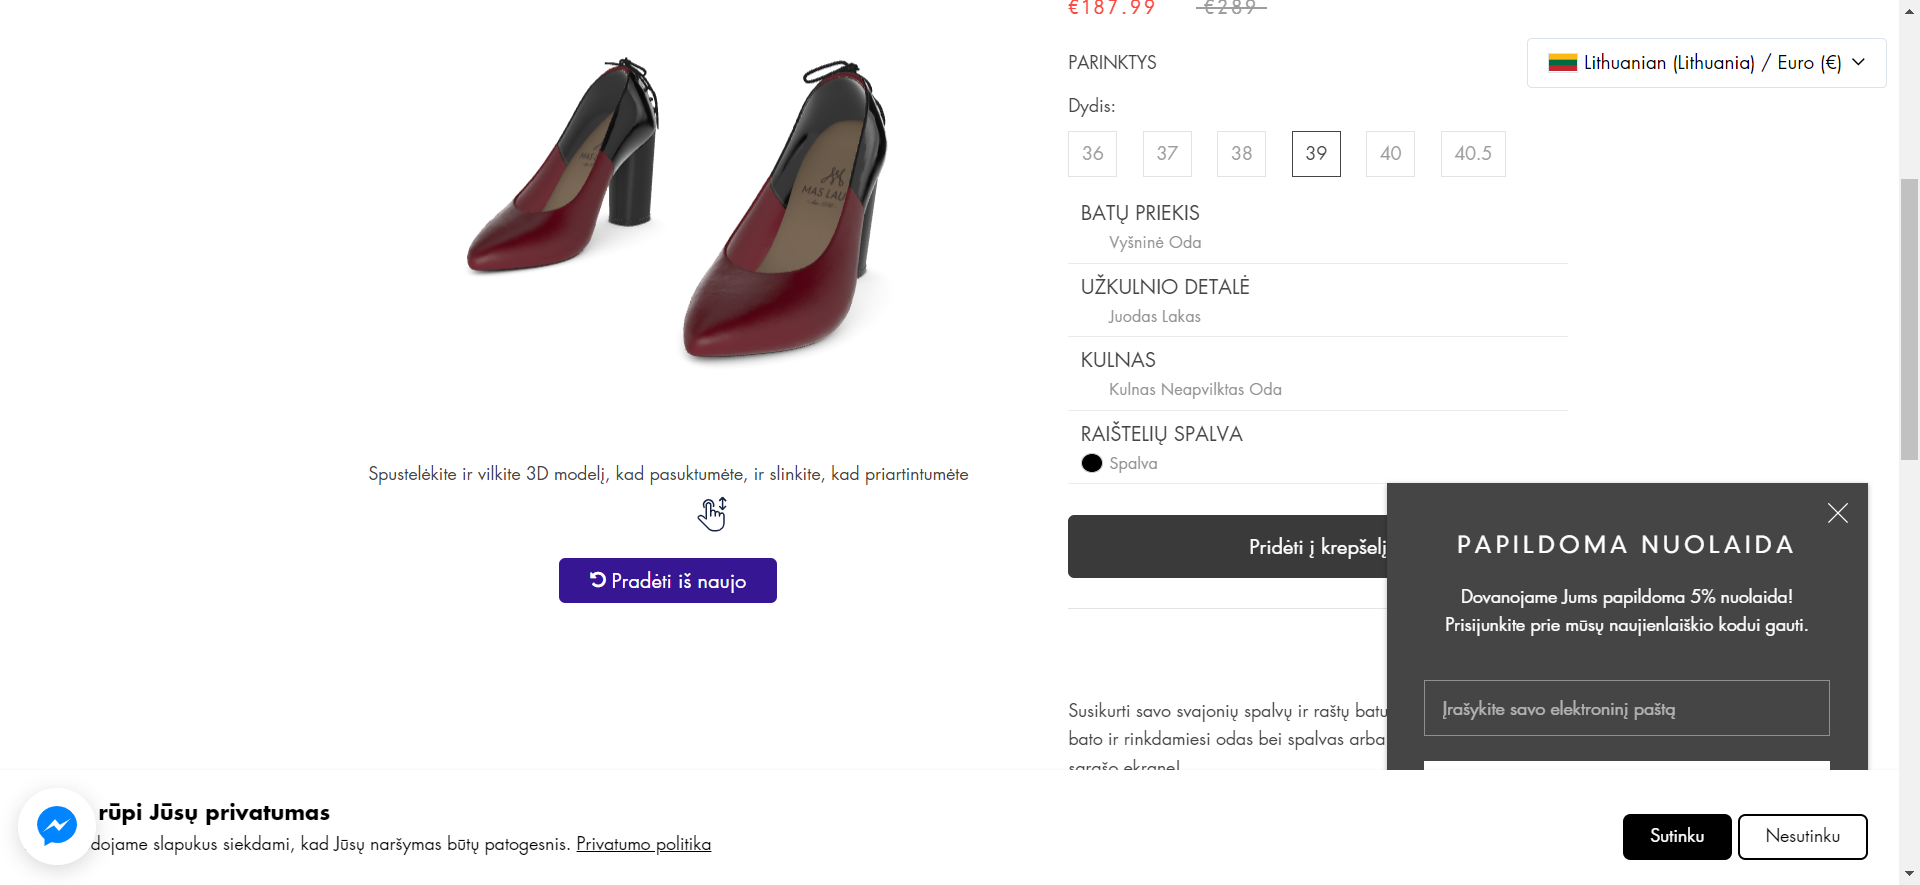 €187.99 €289
PARINKTYS
Lithuanian (Lithuania) / Euro (€)
Dydis:
36 37 38 39 40 40.5
BATŲ PRIEKIS
Vyšninė Oda
UŽKULNIO DETALĖ
Juodas Lakas
KULNAS
Kulnas Neapvilktas Oda
RAIŠTELIŲ SPALVA
Spalva
MAS LAU
Spustelėkite ir vilkite 3D modelį, kad pasuktumėte, ir slinkite, kad priartintumėte
Pradėti iš naujo
Pridėti į krepšelį
PAPILDOMA NUOLAIDA
Dovanojame Jums papildoma 5% nuolaida!
Prisijunkite prie mūsų naujienlaiškio kodui gauti.
Įrašykite savo elektroninį paštą
Susikurti savo svajonių spalvų ir raštų batu
bato ir rinkdamiesi odas bei spalvas arba
sąrašo ekrane!
rūpi Jūsų privatumas
dojame slapukus siekdami, kad Jūsų naršymas būtų patogesnis. Privatumo politika
Sutinku
Nesutinku